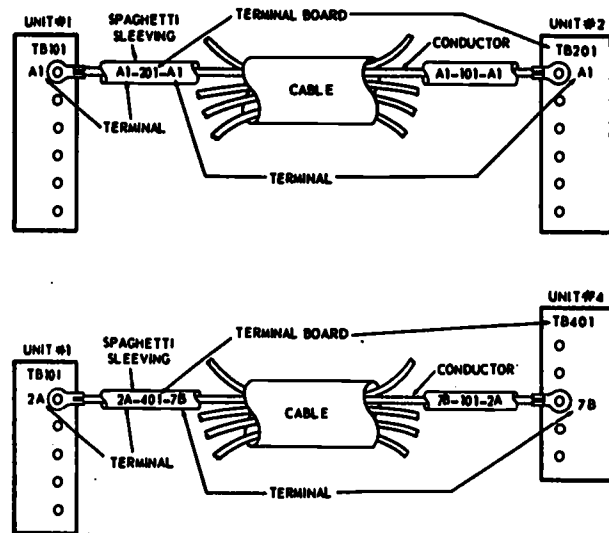 UNIT#1
SPAGHETTI
SLEEVING
TERMINAL BOARD
UNIT#2
TB101
CONDUCTOR
TB201
A1
A1-201-A1
CABLE
A1-101-A1
A1
TERMINAL
TERMINAL
UNIT#4
SPAGHETTI
SLEEVING
TERMINAL BOARD
TB401
UNIT#1
TB101
CONDUCTOR
2A
2A-401-7B
CABLE
7B-101-2A
7B
TERMINAL
TERMINAL